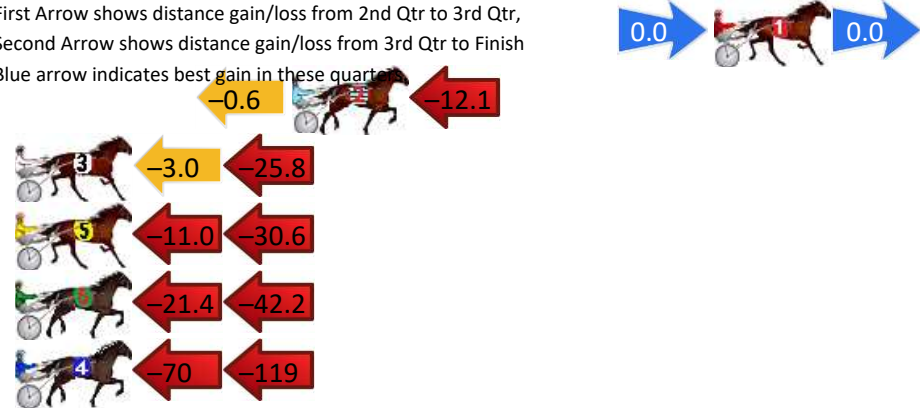 First Arrow shows distance gain/loss from 2nd Qtr to 3rd Qtr,
Second Arrow shows distance gain/loss from 3rd Qtr to Finish
Blue arrow indicates best gain in these quarters
0.0 1 0.0
–0.6 2 –12.1
3 –3.0 –25.8
5 –11.0 –30.6
6 –21.4 –42.2
4 –70 –119